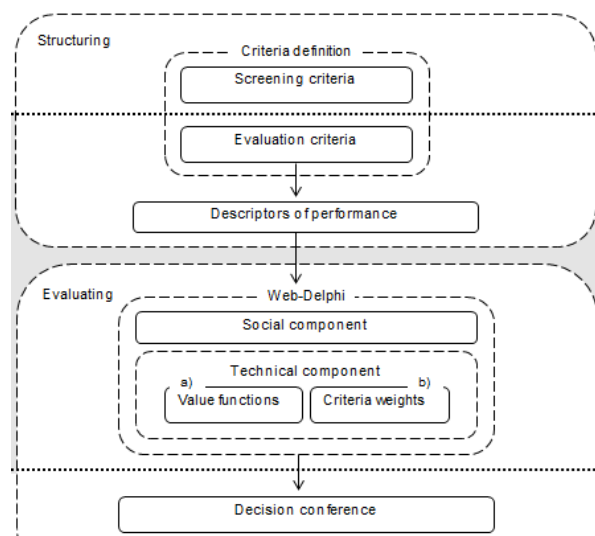 Structuring
Criteria definition
Screening criteria
Evaluation criteria
Descriptors of performance
Evaluating
Web-Delphi
Social component
Technical component
a) b)
Value functions Criteria weights
Decision conference